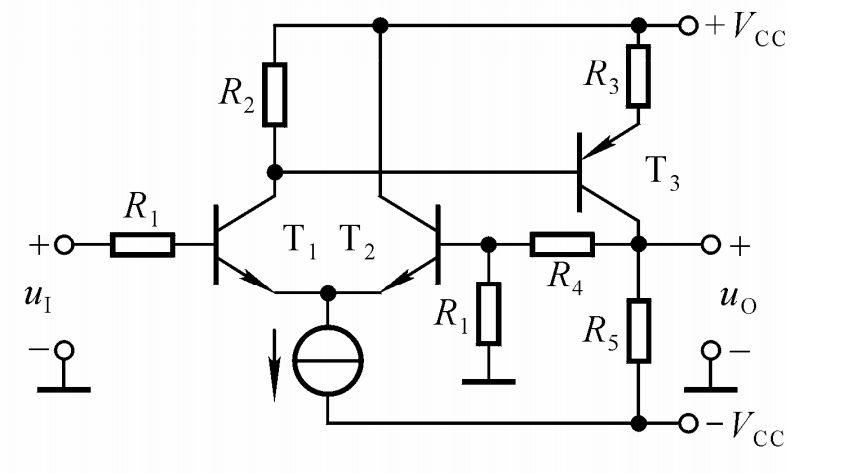 +V_CC
R_3
R_2
T_3
R_1
+
T_1
T_2
+
u_I
R_4
u_O
R_1
R_5
−
−
−V_CC